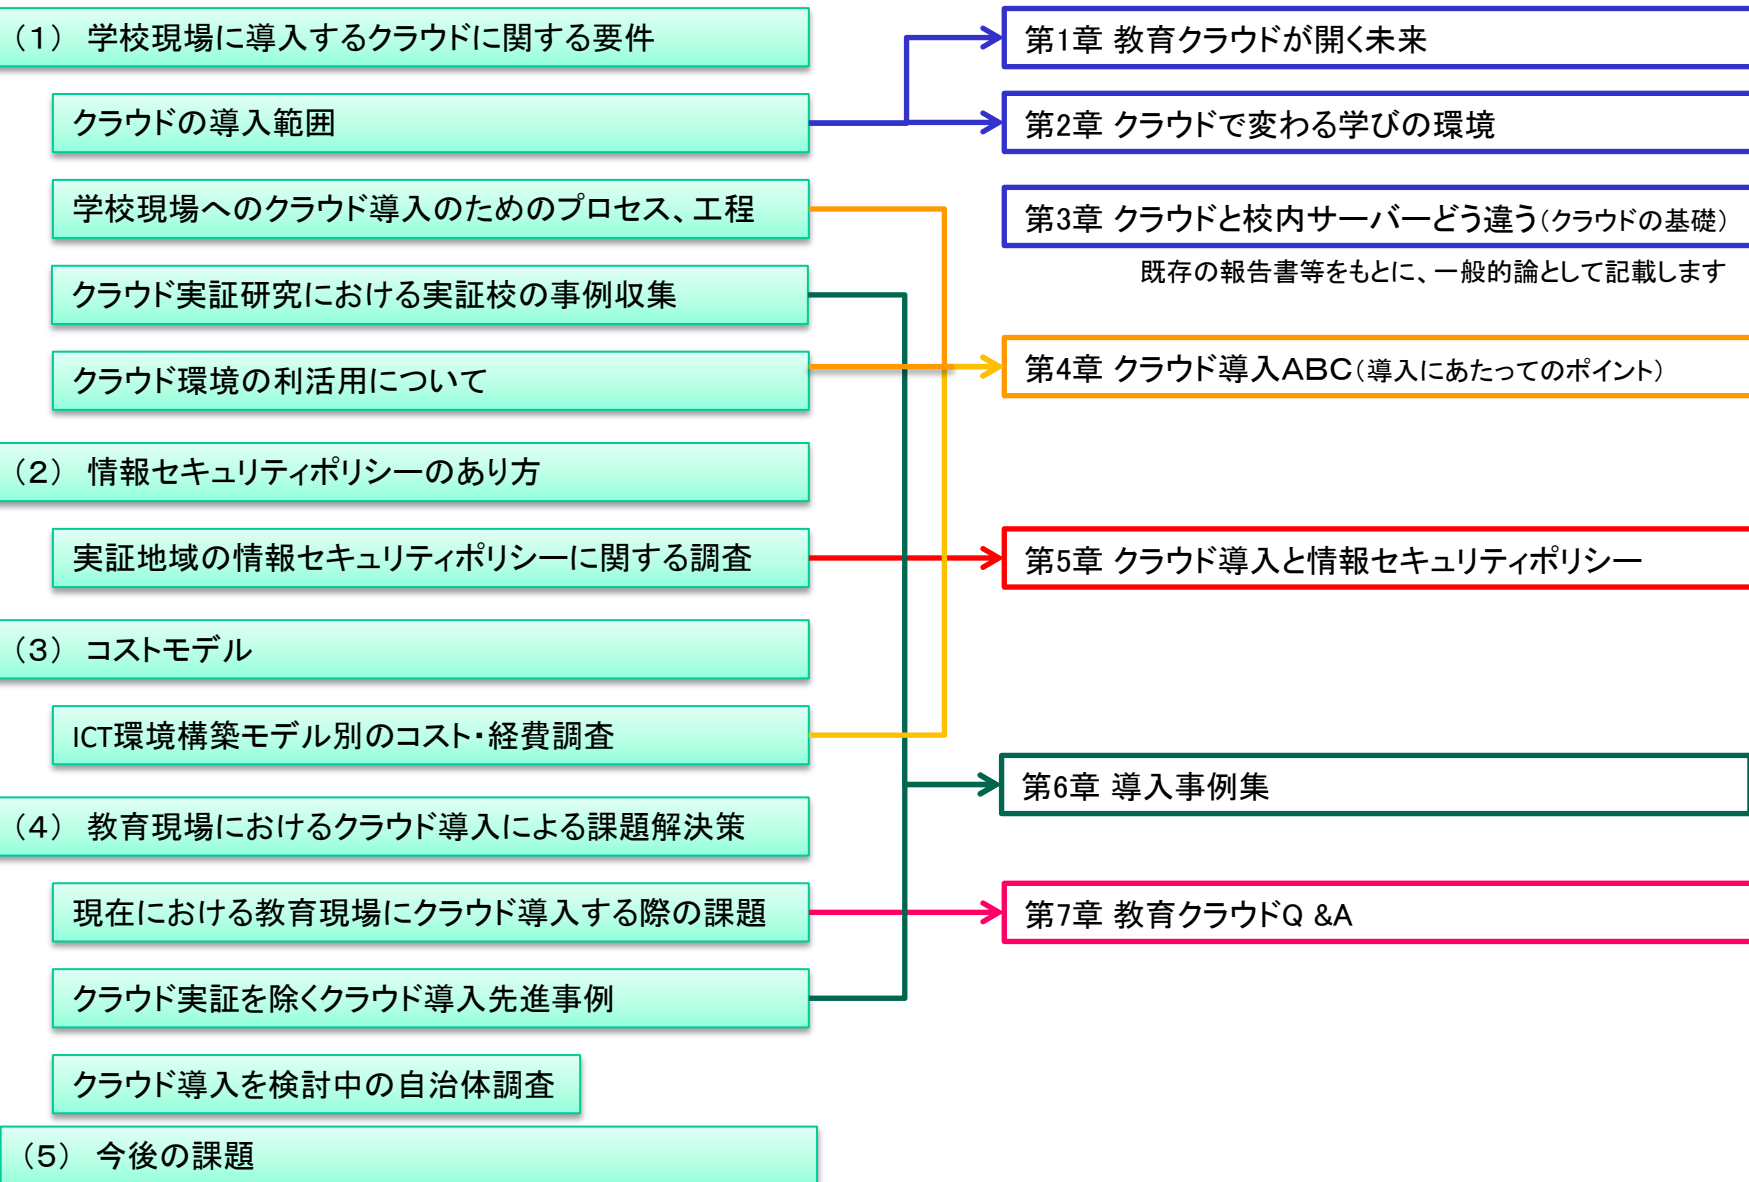 （１） 学校現場に導入するクラウドに関する要件
クラウドの導入範囲
学校現場へのクラウド導入のためのプロセス、工程
クラウド実証研究における実証校の事例収集
クラウド環境の利活用について
（２） 情報セキュリティポリシーのあり方
実証地域の情報セキュリティポリシーに関する調査
（３） コストモデル
ICT環境構築モデル別のコスト・経費調査
（４） 教育現場におけるクラウド導入による課題解決策
現在における教育現場にクラウド導入する際の課題
クラウド実証を除くクラウド導入先進事例
クラウド導入を検討中の自治体調査
（５） 今後の課題
第1章 教育クラウドが開く未来
第2章 クラウドで変わる学びの環境
第3章 クラウドと校内サーバーどう違う（クラウドの基礎）
既存の報告書等をもとに、一般的論として記載します
第4章 クラウド導入ＡＢＣ（導入にあたってのポイント）
第5章 クラウド導入と情報セキュリティポリシー
第6章 導入事例集
第7章 教育クラウドQ &A